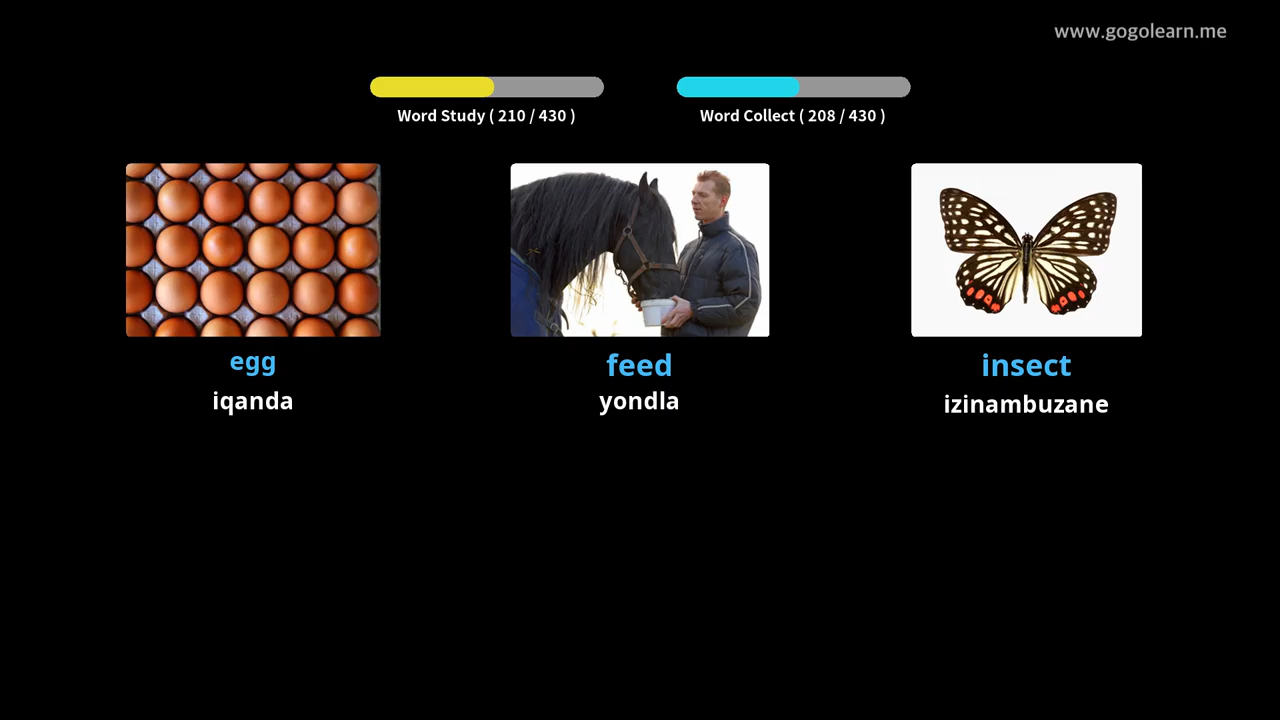 www.gogolearn.me
Word Study ( 210 / 430 )
Word Collect ( 208 / 430 )
egg
iqanda
feed
yondla
insect
izinambuzane